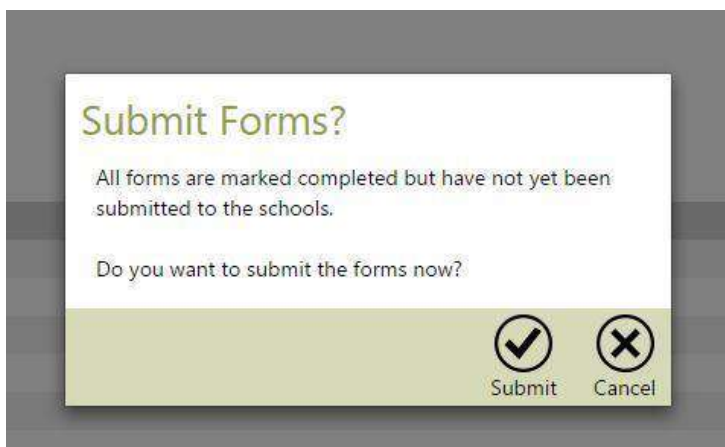 Submit Forms?
All forms are marked completed but have not yet been
submitted to the schools.
Do you want to submit the forms now?
Submit Cancel